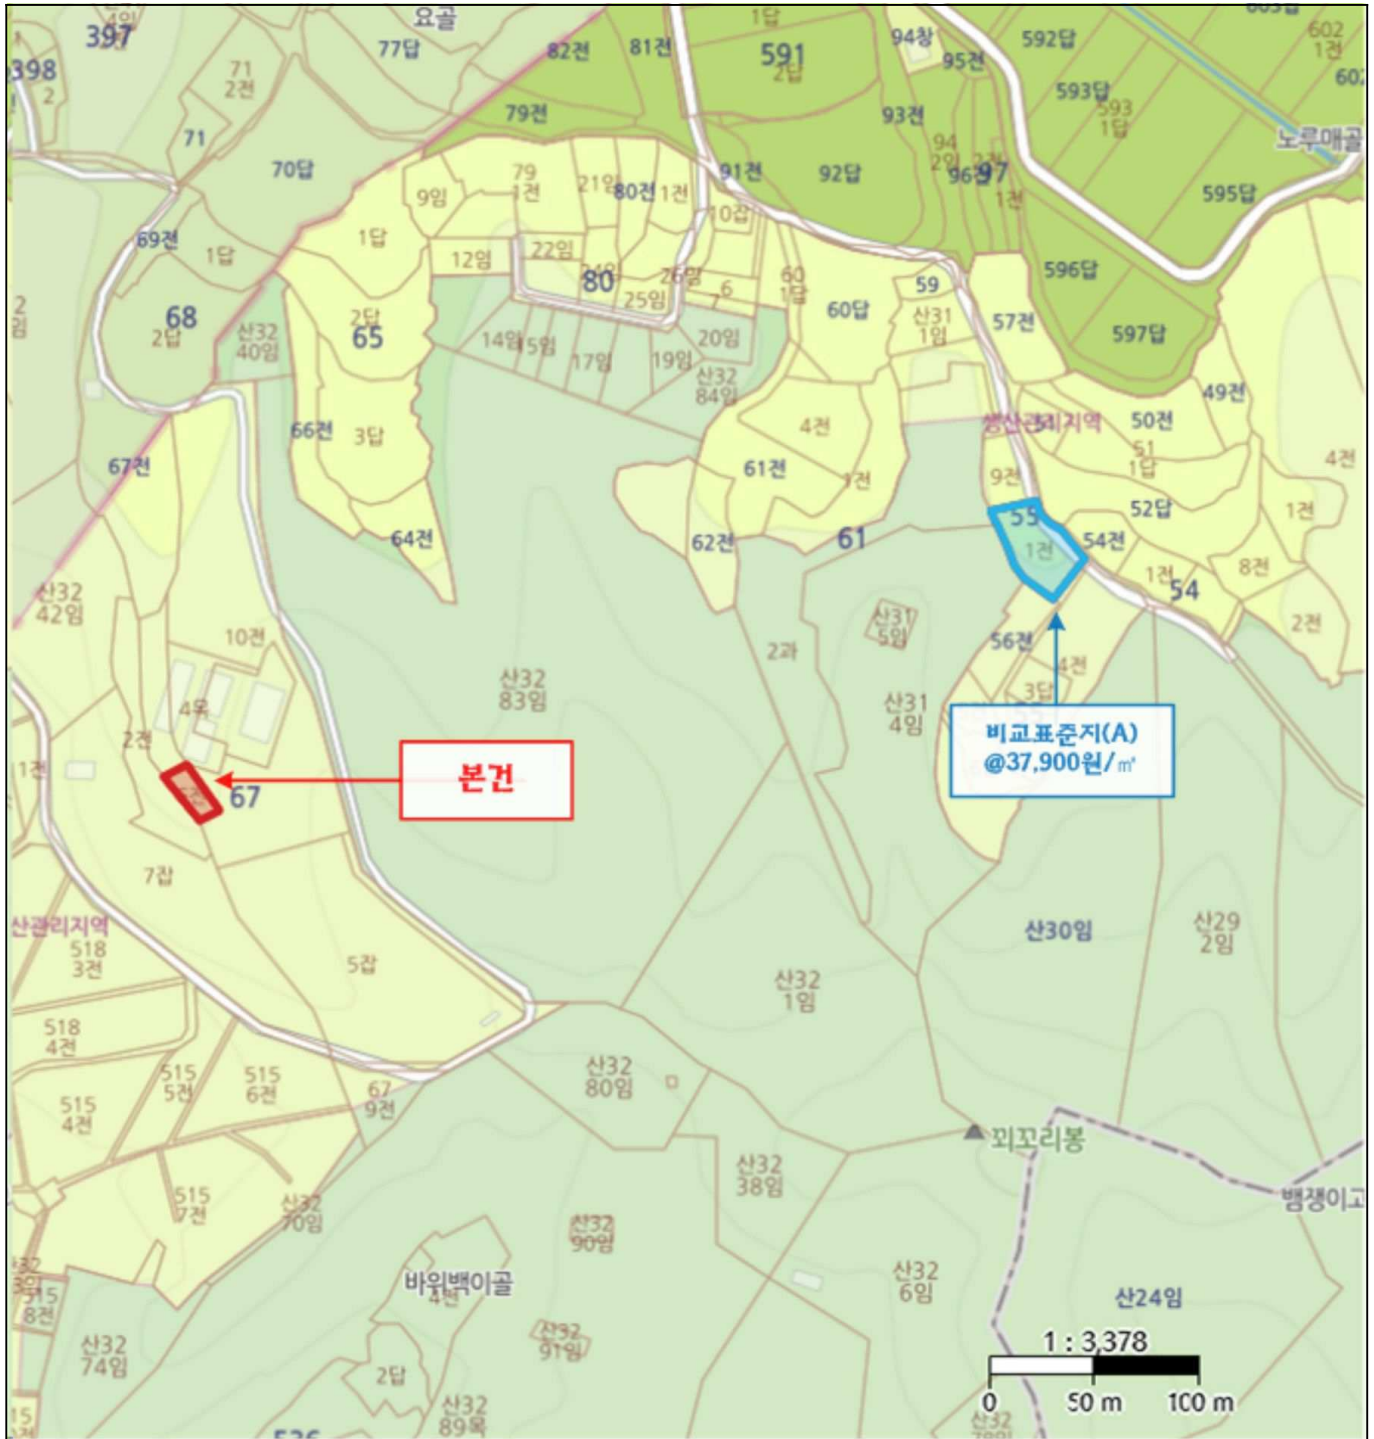 요골
397
77답
82전
81전
1답
591
2답
94창
95전
592답
602
1전
398
2
71
2전
79전
93전
593답
593
1답
노루매골
71
70답
79
1전
21임
80전
1전
91전
92답
94
97
1전
595답
9임
10잡
69전
1답
1답
12임
22임
80
25임
26임
6
7
60
1답
60답
59
산31
1임
57전
596답
597답
68
2답
산32
40임
2답
65
14임
15임
17임
19임
20임
산32
84임
49전
66전
3답
4전
생산관리지역
50전
51
1답
4전
67전
61전
1전
9전
52답
1전
64전
62전
61
55
1전
54전
1전
54
8전
2전
산32
42임
10전
산31
5임
56전
4전
3답
2과
산32
83임
산31
4임
4목
2전
1전
비교표준지(A)
@37,900원/㎡
본건
67
7잡
산관리지역
518
3전
5잡
산30임
산29
2임
산32
1임
518
4전
515
5전
515
6전
515
4전
67
9전
산32
80임
꾀꼬리봉
산32
38임
뱀쟁이고
515
7전
산32
70임
산32
90임
바위백이골
4전
산32
6임
산24임
515
8전
산32
74임
산32
91임
2답
산32
89목
1 : 3,378
0 50 m 100 m